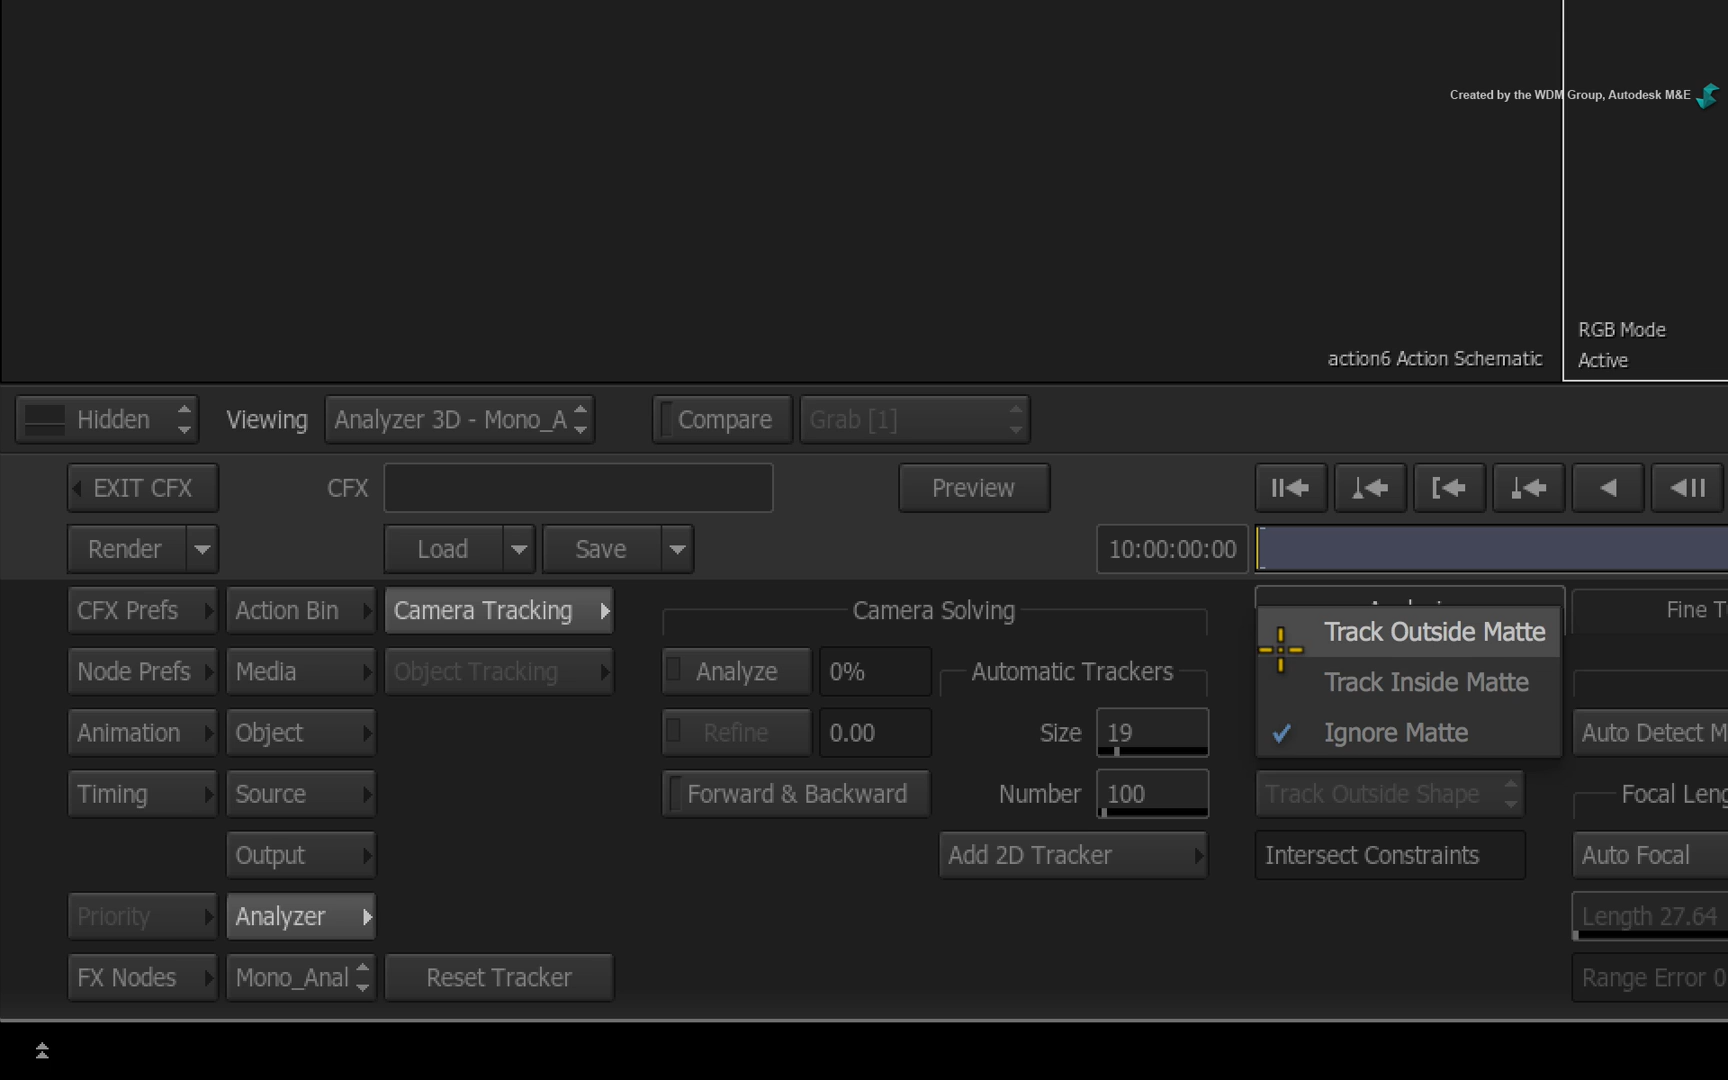 Created by the WDM Group, Autodesk M&E
RGB Mode
action6 Action Schematic
Active
Hidden
Viewing
Analyzer 3D - Mono_A
Compare
Grab [1]
EXIT CFX
CFX
Preview
Render
Load
Save
10:00:00:00
CFX Prefs
Action Bin
Camera Tracking
Camera Solving
Fine T
Track Outside Matte
Node Prefs
Media
Object Tracking
Analyze
0%
Automatic Trackers
Track Inside Matte
Animation
Object
Refine
0.00
Size
19
Ignore Matte
Auto Detect M
Timing
Source
Forward & Backward
Number
100
Track Outside Shape
Focal Leng
Output
Add 2D Tracker
Intersect Constraints
Auto Focal
Priority
Analyzer
Length 27.64
FX Nodes
Mono_Anal
Reset Tracker
Range Error 0